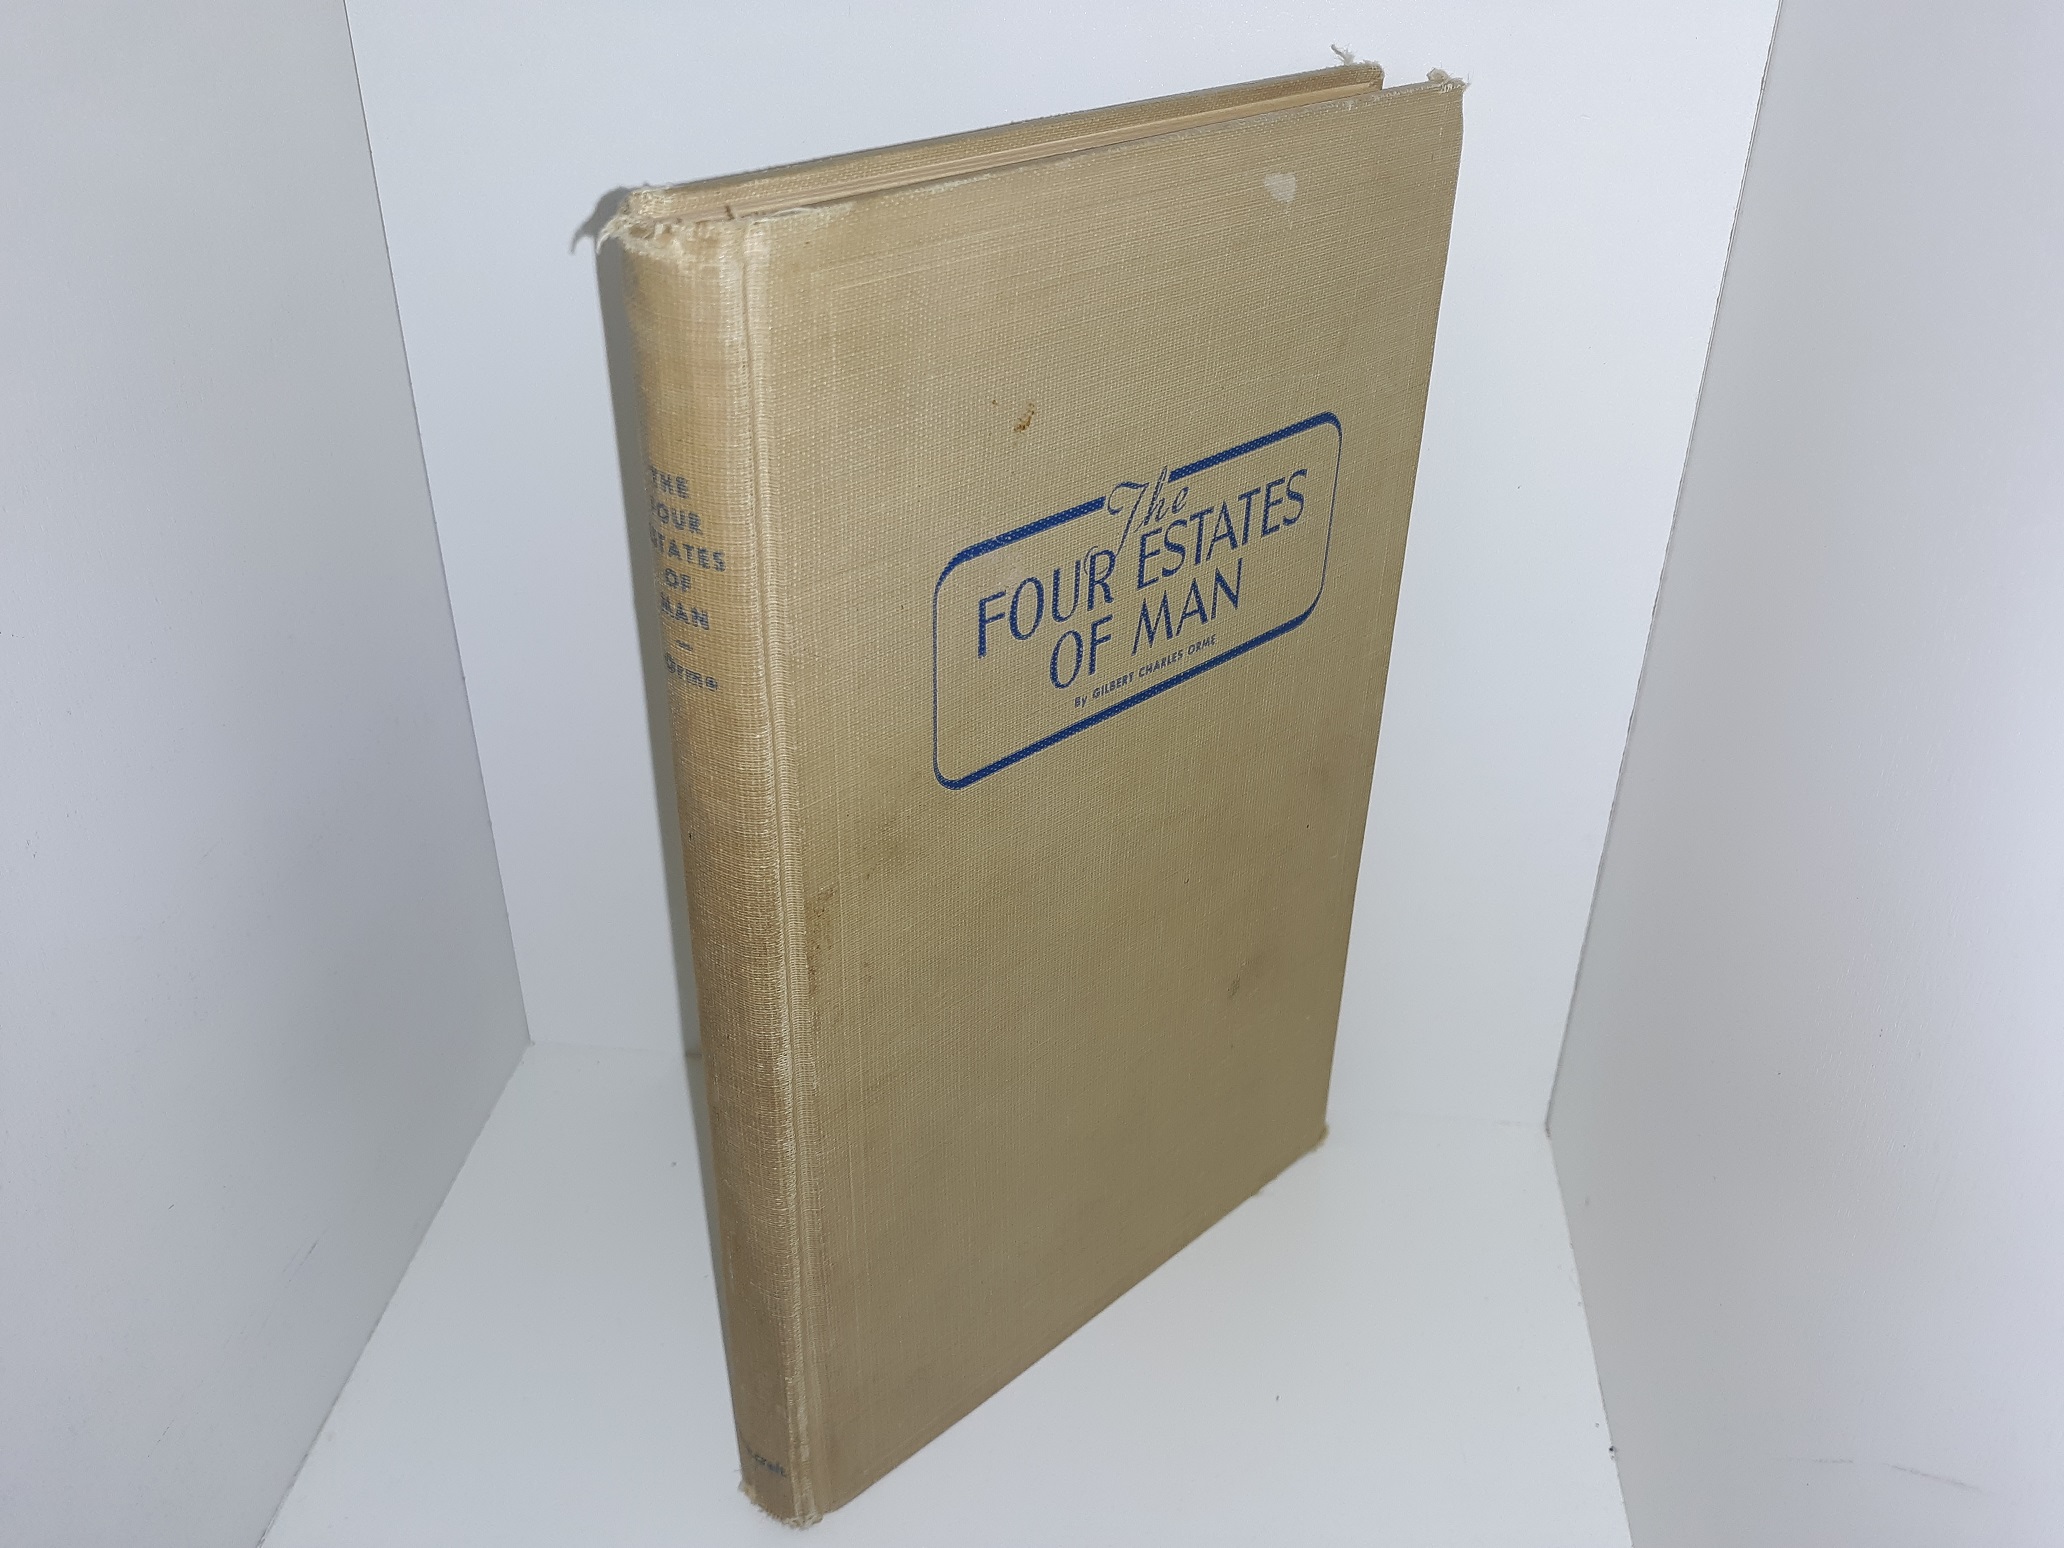 THE
FOUR
ESTATES
OF
MAN
—
Orme
The
FOUR ESTATES
OF MAN
By GILBERT CHARLES ORME